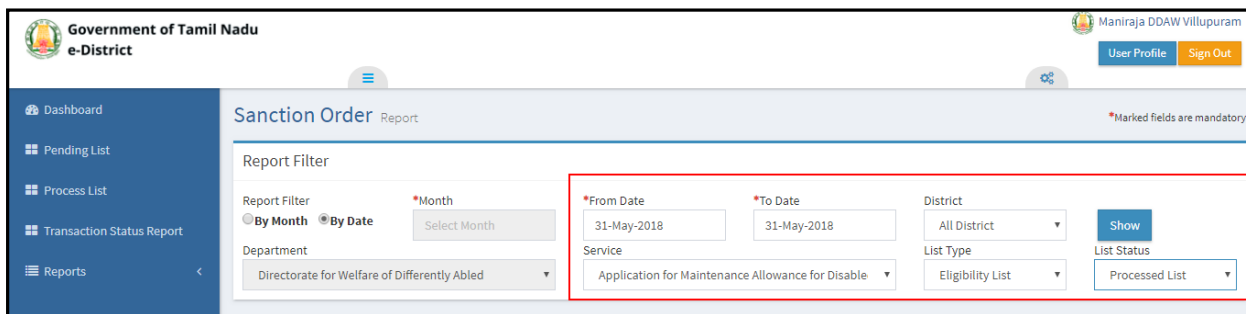 Government of Tamil Nadu
e-District
Maniraja DDAW Villupuram
User Profile Sign Out
Dashboard
Pending List
Process List
Transaction Status Report
Reports
Sanction Order Report
*Marked fields are mandatory
Report Filter
Report Filter *Month *From Date *To Date District
By Month By Date Select Month 31-May-2018 31-May-2018 All District Show
Department Service List Type List Status
Directorate for Welfare of Differently Abled Application for Maintenance Allowance for Disable Eligibility List Processed List